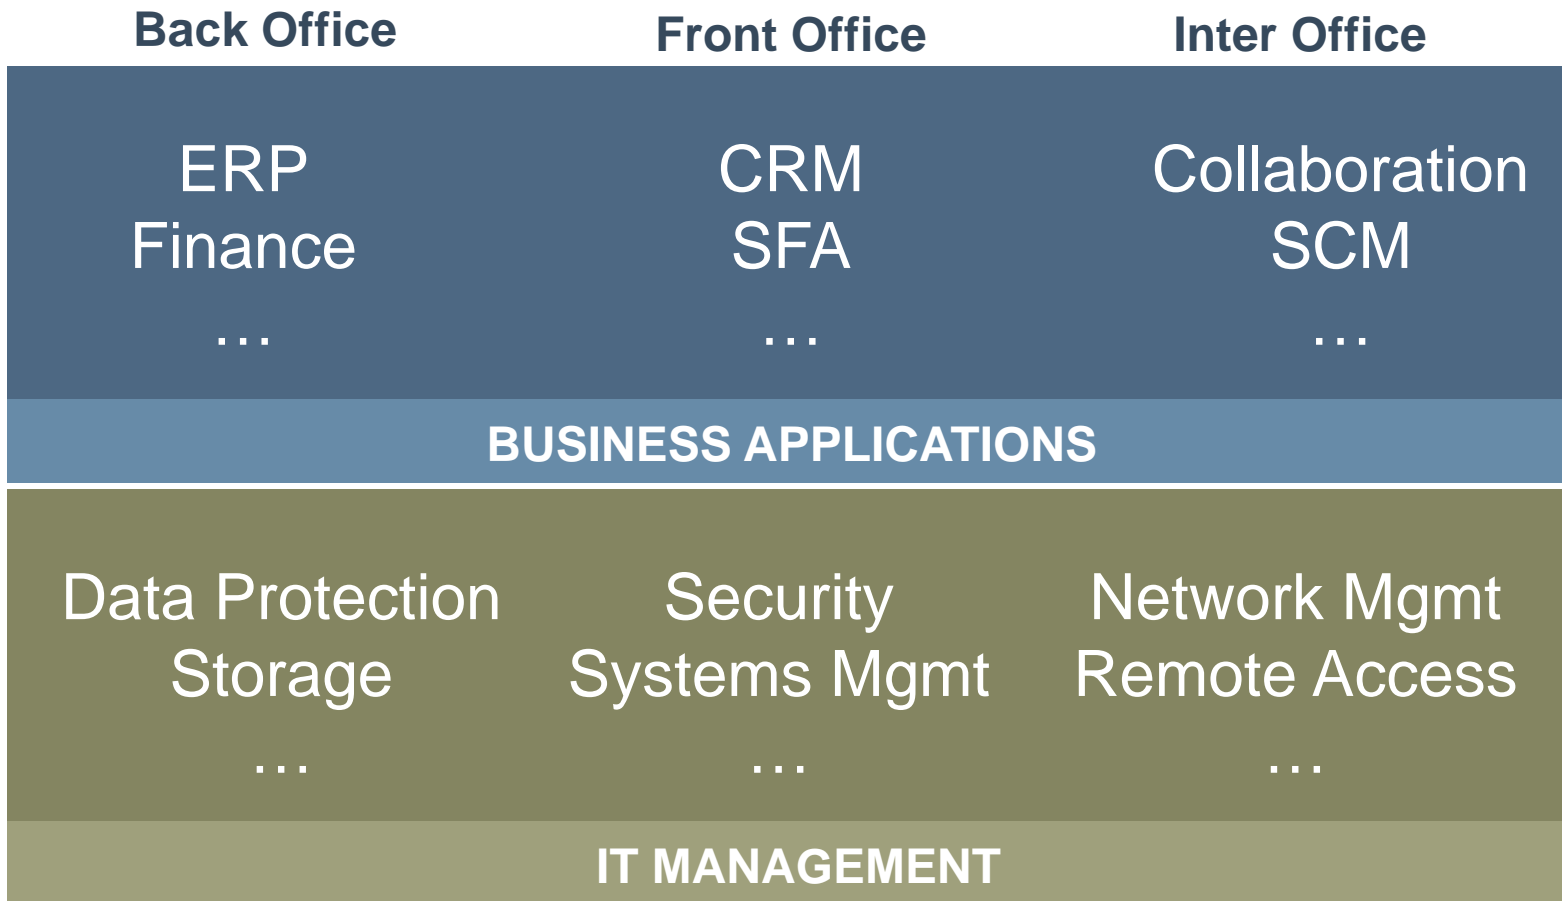 Back Office Front Office Inter Office
ERP CRM Collaboration
Finance SFA SCM
… … …
BUSINESS APPLICATIONS
Data Protection Security Network Mgmt
Storage Systems Mgmt Remote Access
… … …
IT MANAGEMENT